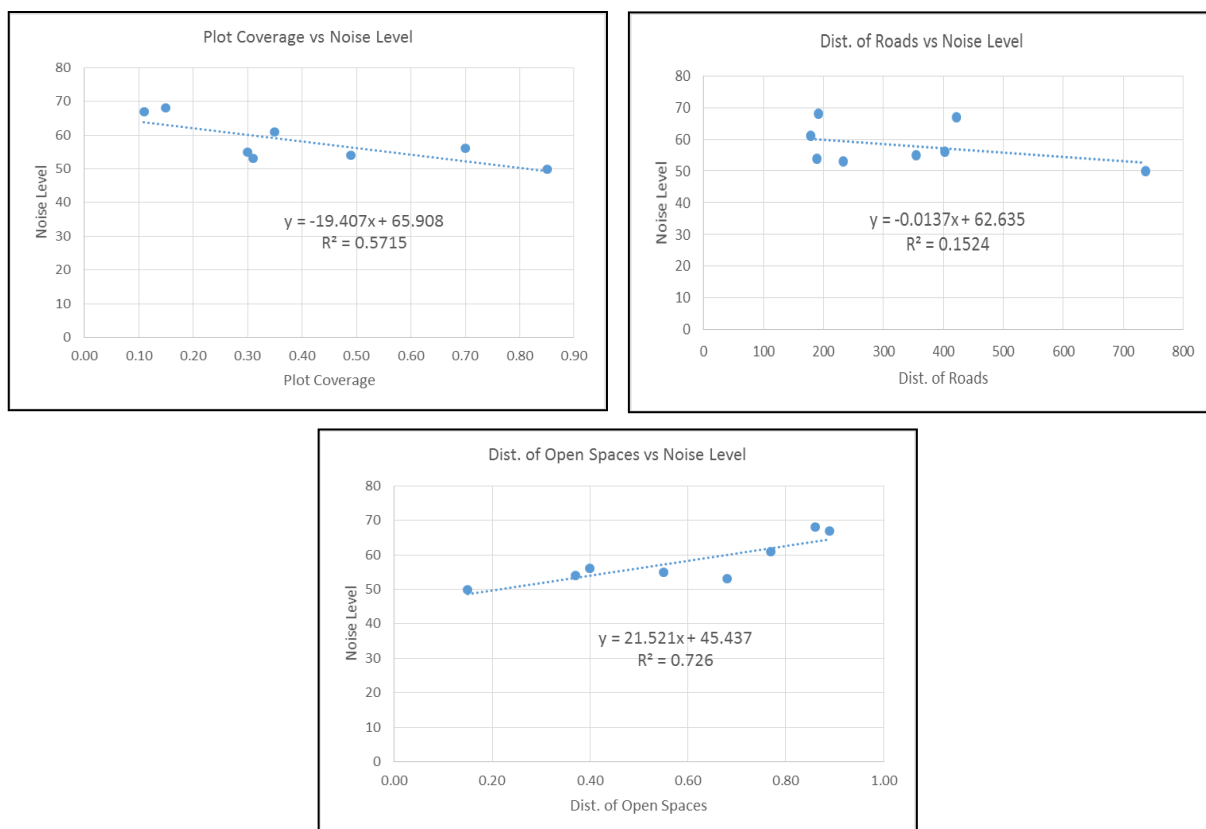 Plot Coverage vs Noise Level
80
70
60
50
40
30
20
10
0
Noise Level
y = -19.407x + 65.908
R² = 0.5715
0.00 0.10 0.20 0.30 0.40 0.50 0.60 0.70 0.80 0.90
Plot Coverage
Dist. of Roads vs Noise Level
80
70
60
50
40
30
20
10
0
Noise Level
y = -0.0137x + 62.635
R² = 0.1524
0 100 200 300 400 500 600 700 800
Dist. of Roads
Dist. of Open Spaces vs Noise Level
80
70
60
50
40
30
20
10
0
Noise Level
y = 21.521x + 45.437
R² = 0.726
0.00 0.20 0.40 0.60 0.80 1.00
Dist. of Open Spaces